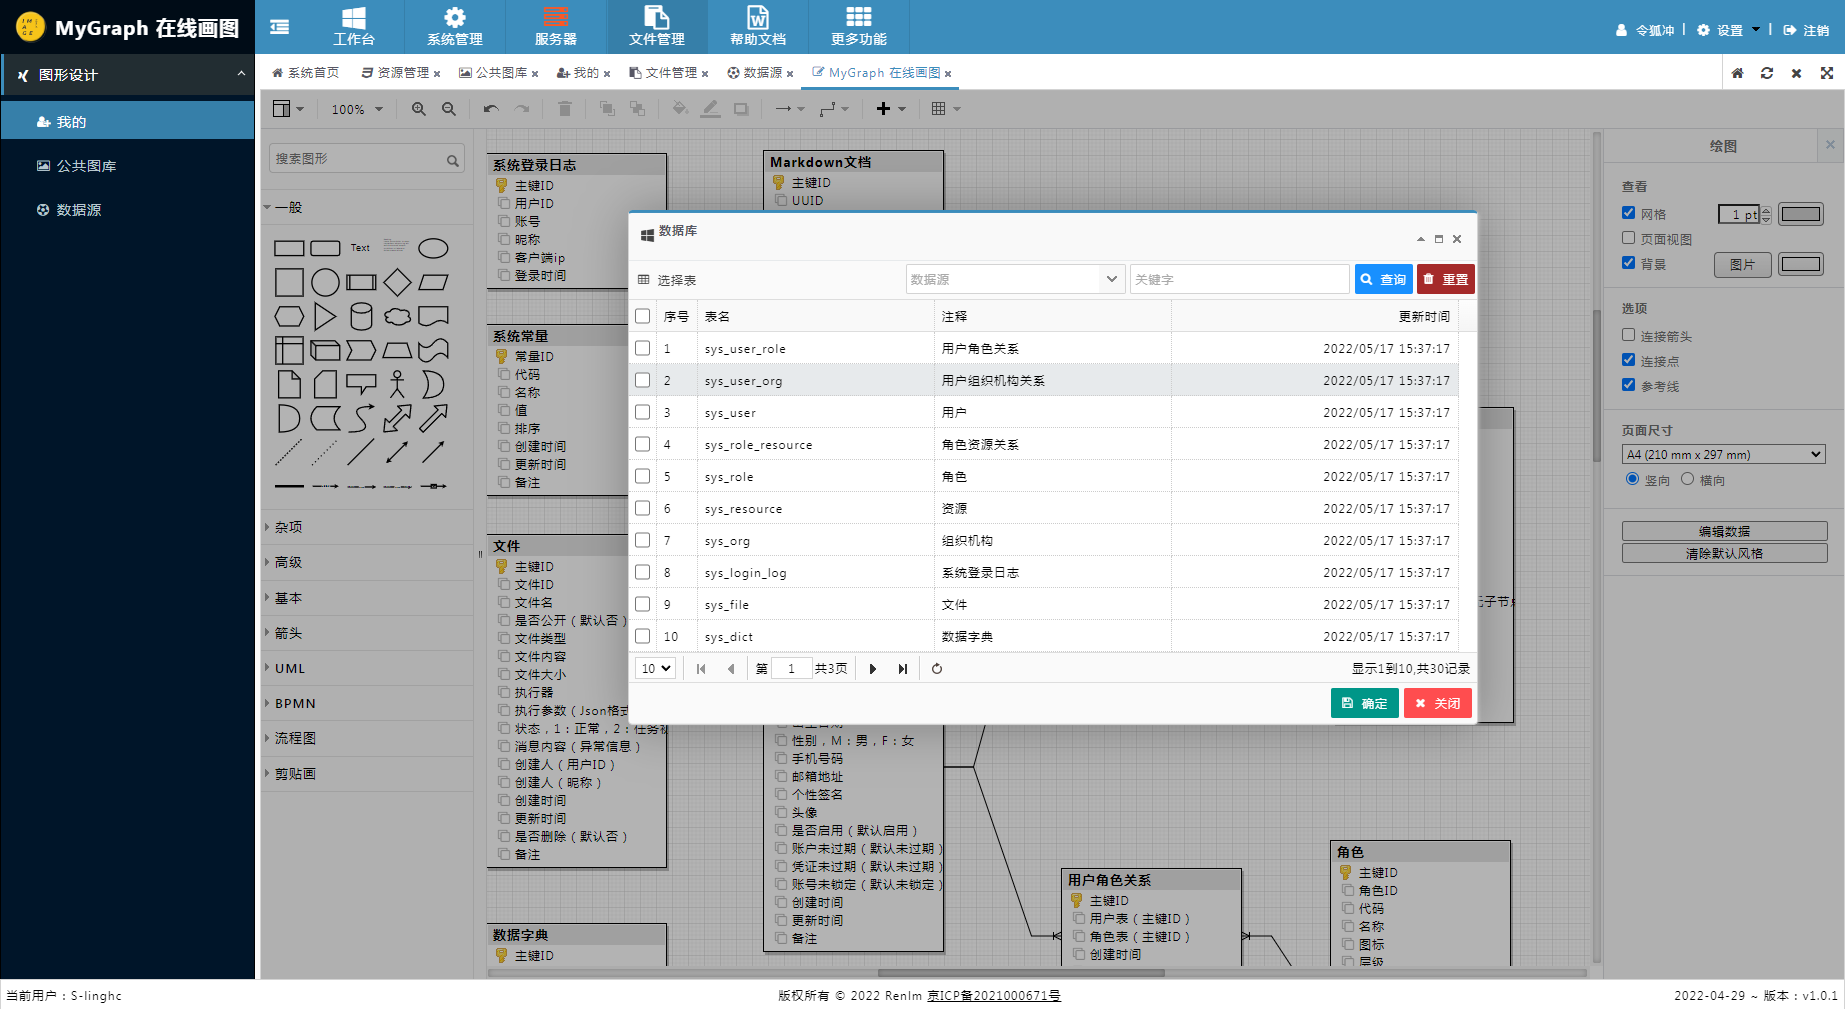 MyGraph 在线画图
工作台
系统管理
服务器
文件管理
帮助文档
更多功能
令狐冲
设置
注销
图形设计
系统首页
资源管理
公共图库
我的
文件管理
数据源
MyGraph 在线画图
我的
公共图库
数据源
100%
搜索图形
一般
Text
杂项
高级
基本
箭头
UML
BPMN
流程图
剪贴画
系统登录日志
主键ID
用户ID
账号
昵称
客户端ip
登录时间
系统常量
常量ID
代码
名称
值
排序
创建时间
更新时间
备注
文件
主键ID
文件ID
文件名
是否公开（默认否）
文件类型
文件内容
文件大小
执行器
执行参数（Json格式
状态，1：正常，2：任务
消息内容（异常信息）
创建人（用户ID）
创建人（昵称）
创建时间
更新时间
是否删除（默认否）
备注
数据字典
主键ID
Markdown文档
主键ID
UUID
数据库
选择表
数据源
关键字
查询
重置
序号 表名 注释 更新时间
1 sys_user_role 用户角色关系 2022/05/17 15:37:17
2 sys_user_org 用户组织机构关系 2022/05/17 15:37:17
3 sys_user 用户 2022/05/17 15:37:17
4 sys_role_resource 角色资源关系 2022/05/17 15:37:17
5 sys_role 角色 2022/05/17 15:37:17
6 sys_resource 资源 2022/05/17 15:37:17
7 sys_org 组织机构 2022/05/17 15:37:17
8 sys_login_log 系统登录日志 2022/05/17 15:37:17
9 sys_file 文件 2022/05/17 15:37:17
10 sys_dict 数据字典 2022/05/17 15:37:17
10 第 1 共3页 显示1到10,共30记录
确定
关闭
性别，M：男，F：女
手机号码
邮箱地址
个性签名
头像
是否启用（默认启用）
账户未过期（默认未过期）
凭证未过期（默认未过期）
账号未锁定（默认未锁定）
创建时间
更新时间
备注
用户角色关系
主键ID
用户表（主键ID）
角色表（主键ID）
创建时间
角色
主键ID
角色ID
代码
名称
图标
层级
子节点
绘图
查看
网格
1 pt
页面视图
背景
图片
选项
连接箭头
连接点
参考线
页面尺寸
A4 (210 mm x 297 mm)
竖向
横向
编辑数据
清除默认风格
当前用户：S-linghc
版权所有 © 2022 Renlm 京ICP备2021000671号
2022-04-29 ~ 版本：v1.0.1